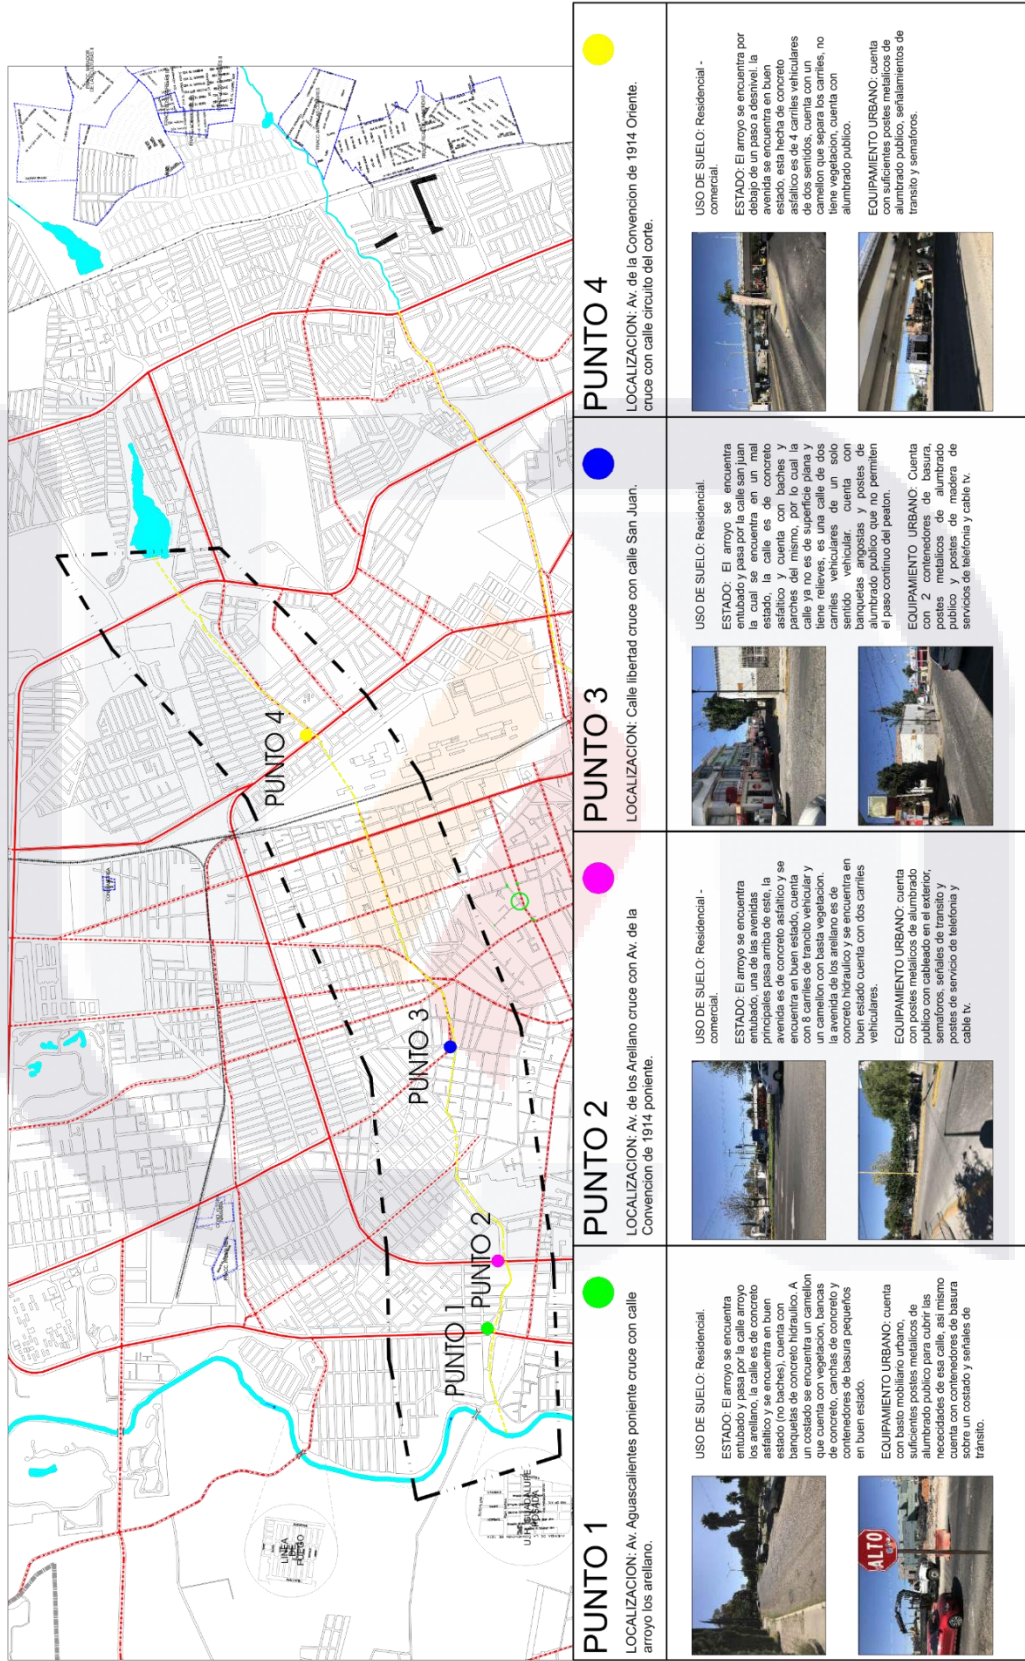 PUNTO 1
PUNTO 2
PUNTO 3
PUNTO 4
LINEA
DE
FUEGO
U.H. GUADALUPE
POSADA
PUNTO 1
LOCALIZACION: Av. Aguascalientes poniente cruce con calle
arroyo los arellano.
USO DE SUELO: Residencial.
ESTADO: El arroyo se encuentra
entubado y pasa por la calle arroyo
los arellano, la calle es de concreto
asfaltico y se encuentra en buen
estado (no baches), cuenta con
banquetas de concreto hidraulico. A
un costado se encuentra un camellon
que cuenta con vegetacion, bancas
de concreto, canchas de concreto y
contenedores de basura pequeños
en buen estado.
EQUIPAMIENTO URBANO: cuenta
con basto mobiliario urbano,
suficientes postes metalicos de
alumbrado publico para cubrir las
nececidades de esa calle, asi mismo
cuenta con contenedores de basura
sobre un costado y señales de
tránsito.
ALTO
PUNTO 2
LOCALIZACION: Av. de los Arellano cruce con Av. de la
Convencion de 1914 poniente.
USO DE SUELO: Residencial -
comercial.
ESTADO: El arroyo se encuentra
entubado, una de las avenidas
principales pasa arriba de este, la
avenida es de concreto asfaltico y se
encuentra en buen estado, cuenta
con 8 carriles de trancito vehicular y
un camellon con basta vegetacion.
la avenida de los arellano es de
concreto hidraulico y se encuentra en
buen estado cuenta con dos carriles
vehiculares.
EQUIPAMIENTO URBANO: cuenta
con postes metalicos de alumbrado
publico con cableado en el exterior,
semaforos, señales de transito y
postes de servicio de telefonia y
cable tv.
PUNTO 3
LOCALIZACION: Calle libertad cruce con calle San Juan.
USO DE SUELO: Residencial.
ESTADO: El arroyo se encuentra
entubado y pasa por la calle san juan
la cual se encuentra en un mal
estado, la calle es de concreto
asfaltico y cuenta con baches y
parches del mismo, por lo cual la
calle ya no es de superficie plana y
tiene relieves, es una calle de dos
carriles vehiculares de un solo
sentido vehicular. cuenta con
banquetas angostas y postes de
alumbrado publico que no permiten
el paso continuo del peaton.
EQUIPAMIENTO URBANO: Cuenta
con 2 contenedores de basura,
postes metalicos de alumbrado
publico y postes de madera de
servicios de telefonia y cable tv.
PUNTO 4
LOCALIZACION: Av. de la Convencion de 1914 Oriente.
cruce con calle circuito del corte.
USO DE SUELO: Residencial -
comercial.
ESTADO: El arroyo se encuentra por
debajo de un paso a desnivel. la
avenida se encuentra en buen
estado, esta hecha de concreto
asfaltico es de 4 carriles vehiculares
de dos sentidos, cuenta con un
camellon que separa los carriles, no
tiene vegetacion, cuenta con
alumbrado publico.
EQUIPAMIENTO URBANO: cuenta
con suficientes postes metalicos de
alumbrado publico, señalamientos de
transito y semaforos.